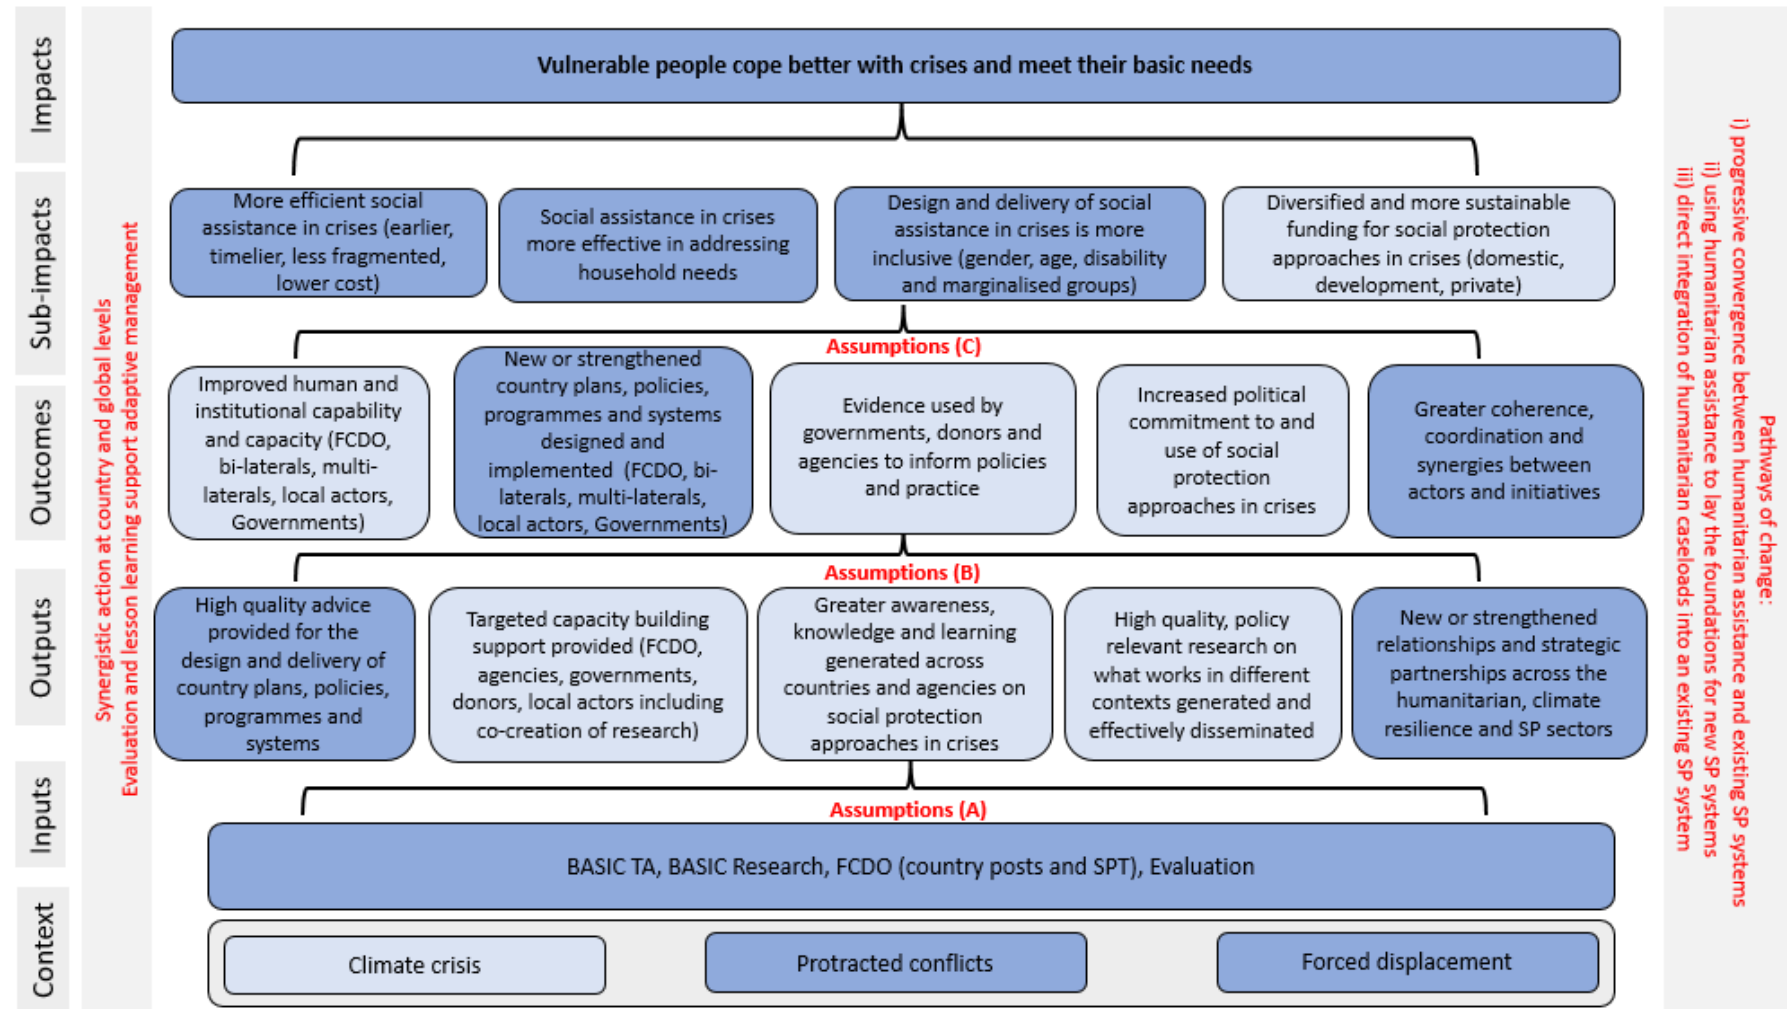 Impacts
Vulnerable people cope better with crises and meet their basic needs
Sub-impacts
More efficient social
assistance in crises (earlier,
timelier, less fragmented,
lower cost)
Social assistance in crises
more effective in addressing
household needs
Design and delivery of social
assistance in crises is more
inclusive (gender, age, disability
and marginalised groups)
Diversified and more sustainable
funding for social protection
approaches in crises (domestic,
development, private)
Assumptions (C)
Outcomes
Improved human and
institutional capability
and capacity (FCDO,
bi-laterals, multi-
laterals, local actors,
Governments)
New or strengthened
country plans, policies,
programmes and systems
designed and
implemented (FCDO, bi-
laterals, multi-laterals,
local actors, Governments)
Evidence used by
governments, donors and
agencies to inform policies
and practice
Increased political
commitment to and
use of social
protection
approaches in crises
Greater coherence,
coordination and
synergies between
actors and initiatives
Assumptions (B)
Outputs
High quality advice
provided for the
design and delivery of
country plans, policies,
programmes and
systems
Targeted capacity building
support provided (FCDO,
agencies, governments,
donors, local actors including
co-creation of research)
Greater awareness,
knowledge and learning
generated across
countries and agencies on
social protection
approaches in crises
High quality, policy
relevant research on
what works in different
contexts generated and
effectively disseminated
New or strengthened
relationships and strategic
partnerships across the
humanitarian, climate
resilience and SP sectors
Assumptions (A)
Inputs
BASIC TA, BASIC Research, FCDO (country posts and SPT), Evaluation
Context
Climate crisis
Protracted conflicts
Forced displacement
Synergistic action at country and global levels
Evaluation and lesson learning support adaptive management
Pathways of change:
i) progressive convergence between humanitarian assistance and existing SP systems
ii) using humanitarian assistance to lay the foundations for new SP systems
iii) direct integration of humanitarian caseloads into an existing SP system